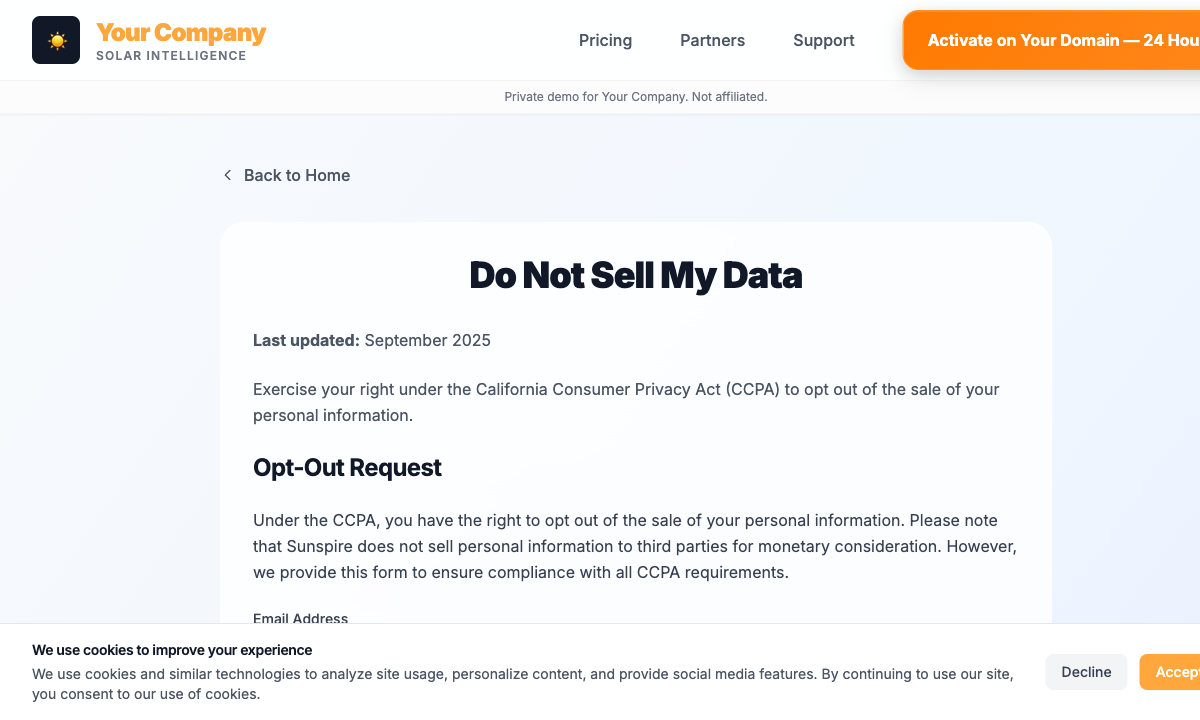 Your Company
SOLAR INTELLIGENCE
Pricing
Partners
Support
Activate on Your Domain — 24 Hou
Private demo for Your Company. Not affiliated.
Back to Home
Do Not Sell My Data
Last updated: September 2025
Exercise your right under the California Consumer Privacy Act (CCPA) to opt out of the sale of your
personal information.
Opt-Out Request
Under the CCPA, you have the right to opt out of the sale of your personal information. Please note
that Sunspire does not sell personal information to third parties for monetary consideration. However,
we provide this form to ensure compliance with all CCPA requirements.
Email Address
We use cookies to improve your experience
We use cookies and similar technologies to analyze site usage, personalize content, and provide social media features. By continuing to use our site,
you consent to our use of cookies.
Decline
Accep